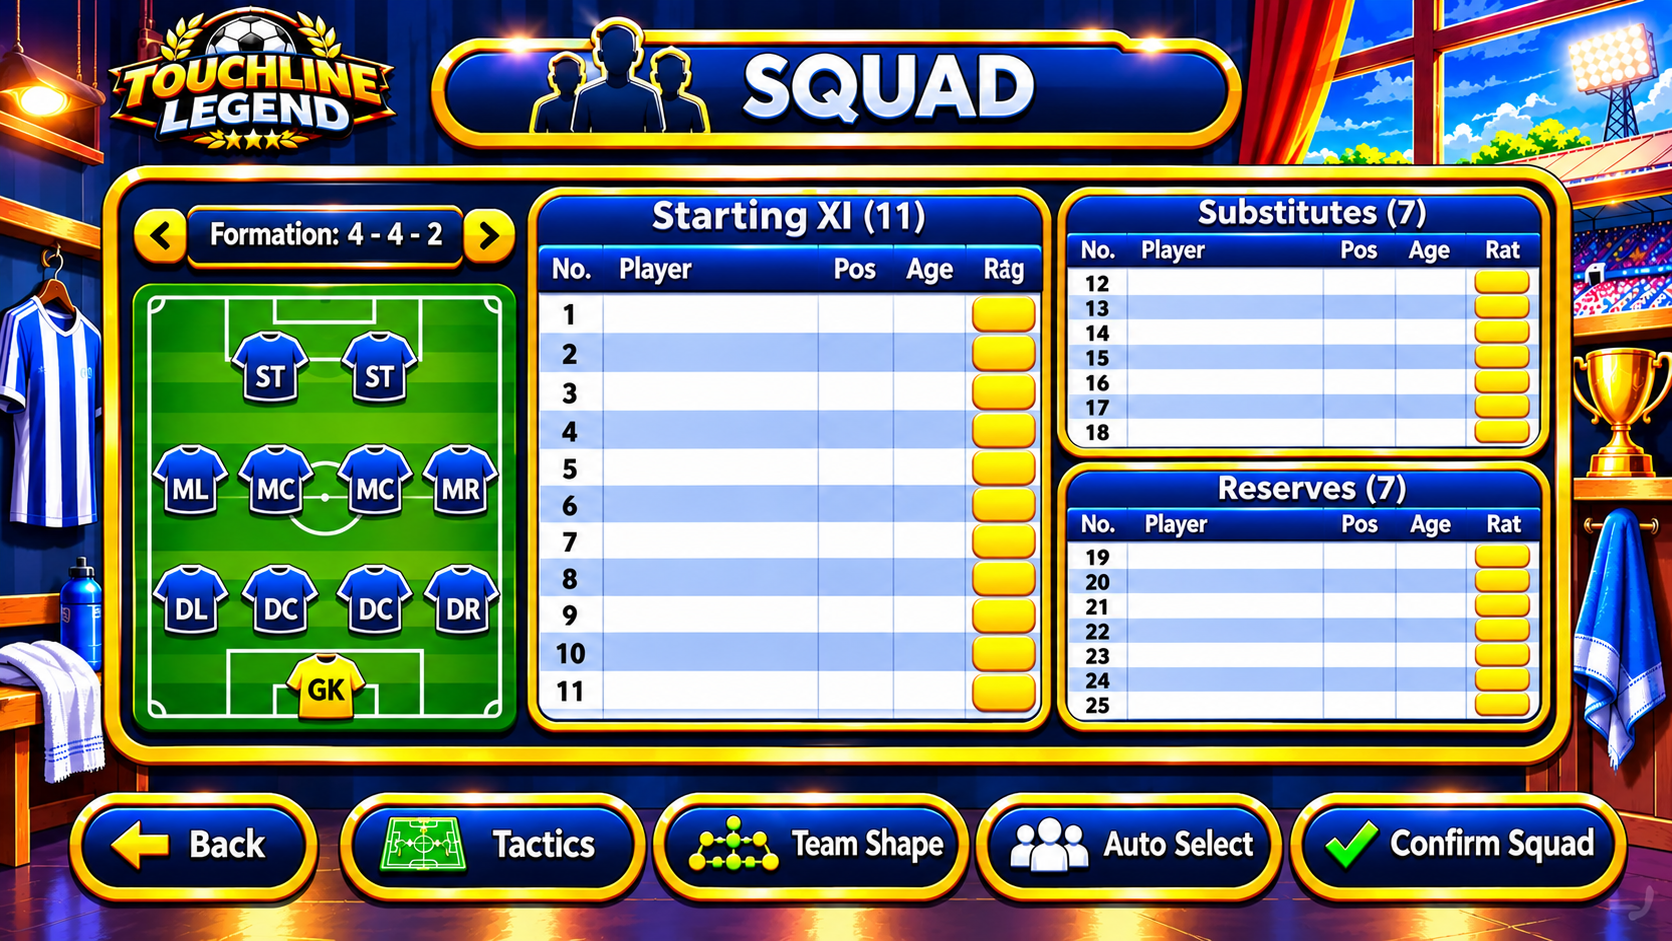 TOUCHLINE
LEGEND
SQUAD
Formation: 4 - 4 - 2
ST
ST
ML
MC
MC
MR
DL
DC
DC
DR
GK
Starting XI (11)
No. Player Pos Age Rätg
1
2
3
4
5
6
7
8
9
10
11
Substitutes (7)
No. Player Pos Age Rat
12
13
14
15
16
17
18
Reserves (7)
No. Player Pos Age Rat
19
20
21
22
23
24
25
Back
Tactics
Team Shape
Auto Select
Confirm Squad